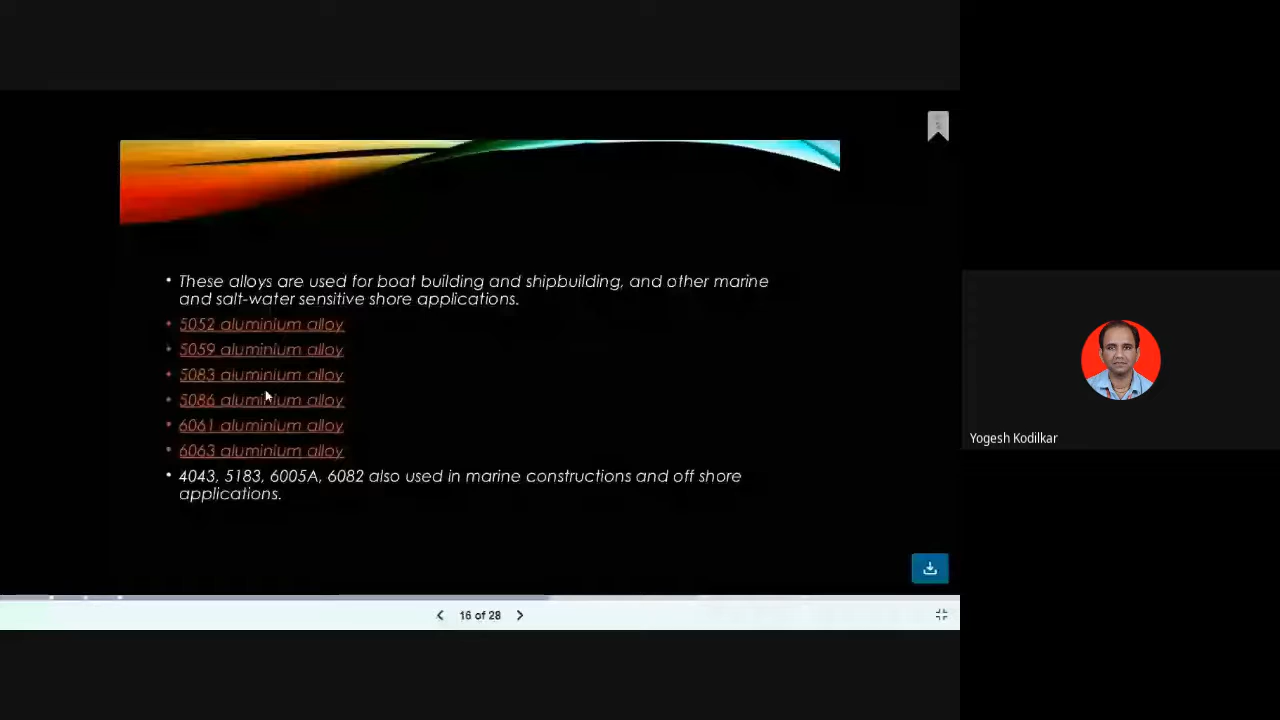 • These alloys are used for boat building and shipbuilding, and other marine
and salt-water sensitive shore applications.
• 5052 aluminium alloy
• 5059 aluminium alloy
• 5083 aluminium alloy
• 5086 aluminium alloy
• 6061 aluminium alloy
• 6063 aluminium alloy
• 4043, 5183, 6005A, 6082 also used in marine constructions and off shore
applications.
16 of 28
Yogesh Kodilkar